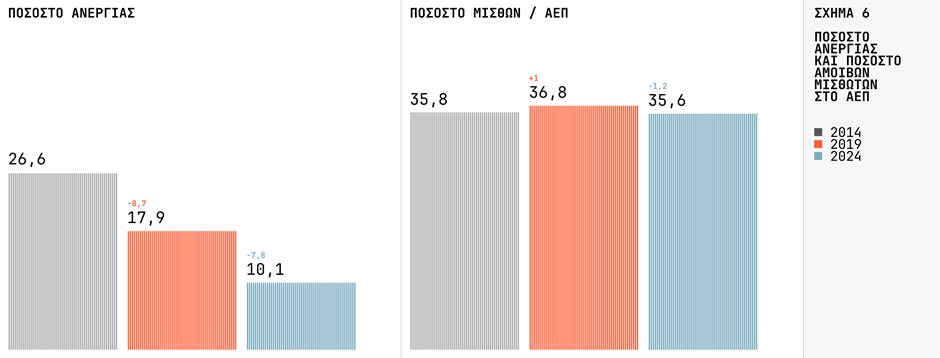 ΠΟΣΟΣΤΟ ΑΝΕΡΓΙΑΣ
26,6
-8,7
17,9
-7,8
10,1
ΠΟΣΟΣΤΟ ΜΙΣΘΩΝ / ΑΕΠ
35,8
+1
36,8
-1,2
35,6
ΣΧΗΜΑ 6
ΠΟΣΟΣΤΟ
ΑΝΕΡΓΙΑΣ
ΚΑΙ ΠΟΣΟΣΤΟ
ΑΜΟΙΒΩΝ
ΜΙΣΘΩΤΩΝ
ΣΤΟ ΑΕΠ
2014
2019
2024